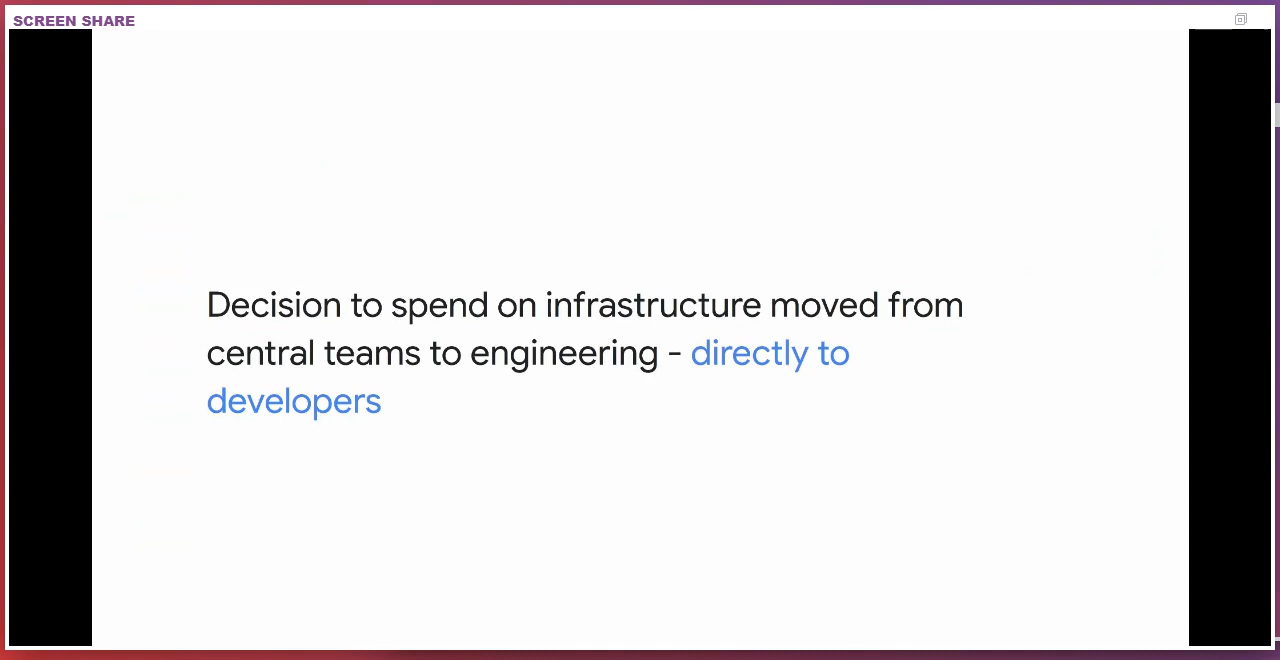 SCREEN SHARE
Decision to spend on infrastructure moved from
central teams to engineering - directly to
developers